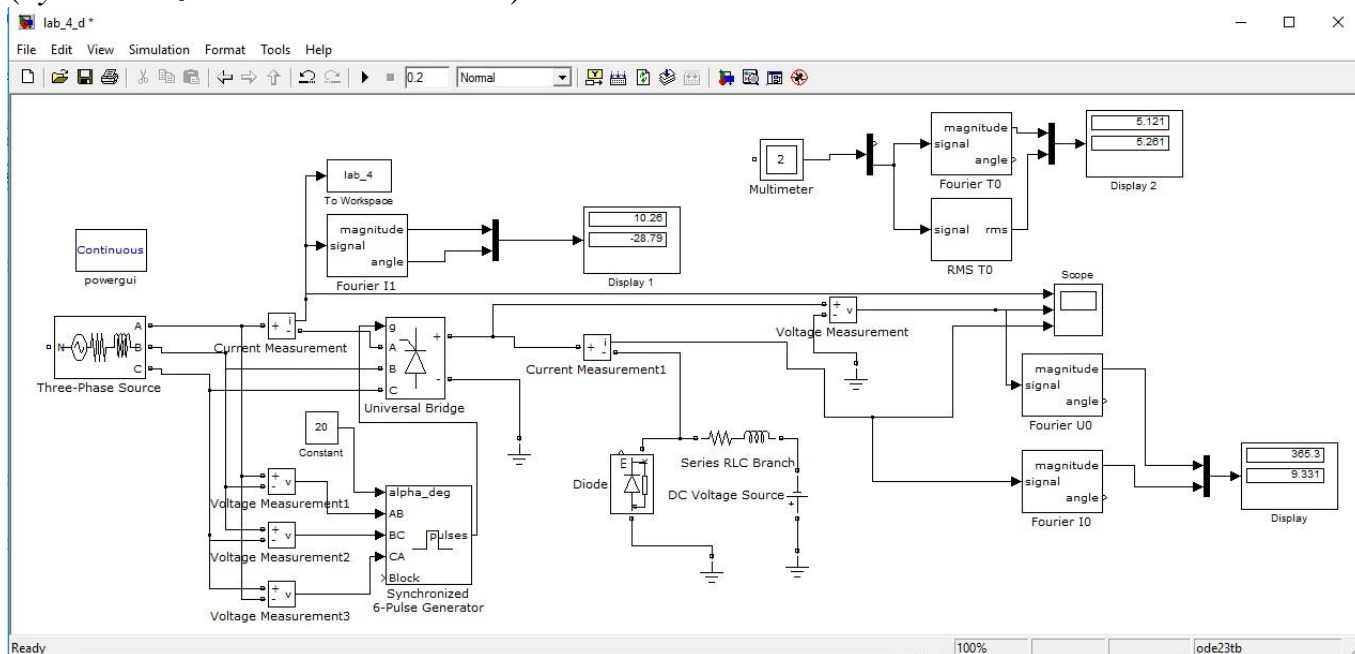 lab_4_d *
File Edit View Simulation Format Tools Help
0.2 Normal
Continuous
powergui
lab_4
To Workspace
magnitude
signal
angle
Fourier I1
10.26
-28.79
Display 1
2
Multimeter
magnitude
signal
angle
Fourier T0
signal rms
RMS T0
5.121
5.261
Display 2
Scope
N
A
B
C
Three-Phase Source
+ i
-
Current Measurement
g
A
B
C
+
-
Universal Bridge
+ i
-
Current Measurement1
+ v
-
Voltage Measurement
magnitude
signal
angle
Fourier U0
magnitude
signal
angle
Fourier I0
365.3
9.331
Display
20
Constant
+ v
-
Voltage Measurement1
+ v
-
Voltage Measurement2
+ v
-
Voltage Measurement3
alpha_deg
AB
BC
CA
Block
pulses
Synchronized
6-Pulse Generator
Diode
Series RLC Branch
DC Voltage Source
+
Ready 100% ode23tb